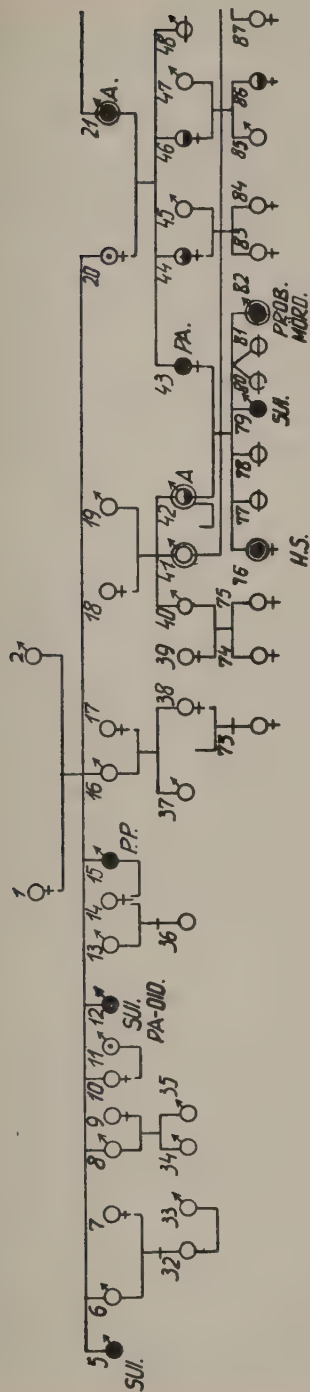 1 2
5 6 7 8 9 10 11 12 13 14 15 P.P. 16 17 18 19 20 21 A.
SUI. SUI.
PA-DID.
32 33 34 35 36 37 38 39 40 41 42 A 43 PA. 44 45 46 47 48
73 74 75 76 77 78 79 80 81 82 83 84 85 86 87
H.S. SUI. PROB.
MÖRD.